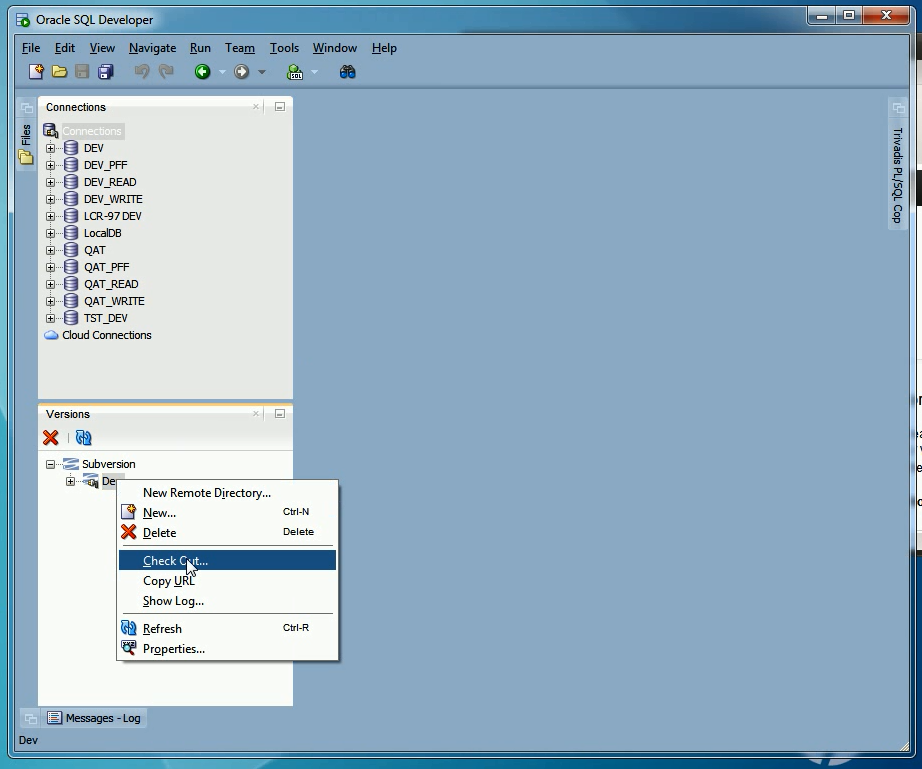 Oracle SQL Developer
File Edit View Navigate Run Team Tools Window Help
SQL
Files
Connections
Connections
DEV
DEV_PFF
DEV_READ
DEV_WRITE
LCR-97 DEV
LocalDB
QAT
QAT_PFF
QAT_READ
QAT_WRITE
TST_DEV
Cloud Connections
Trivadis PL/SQL Cop
Versions
Subversion
De
New Remote Directory...
New... Ctrl-N
Delete Delete
Check Out...
Copy URL
Show Log...
Refresh Ctrl-R
Properties...
Messages - Log
Dev